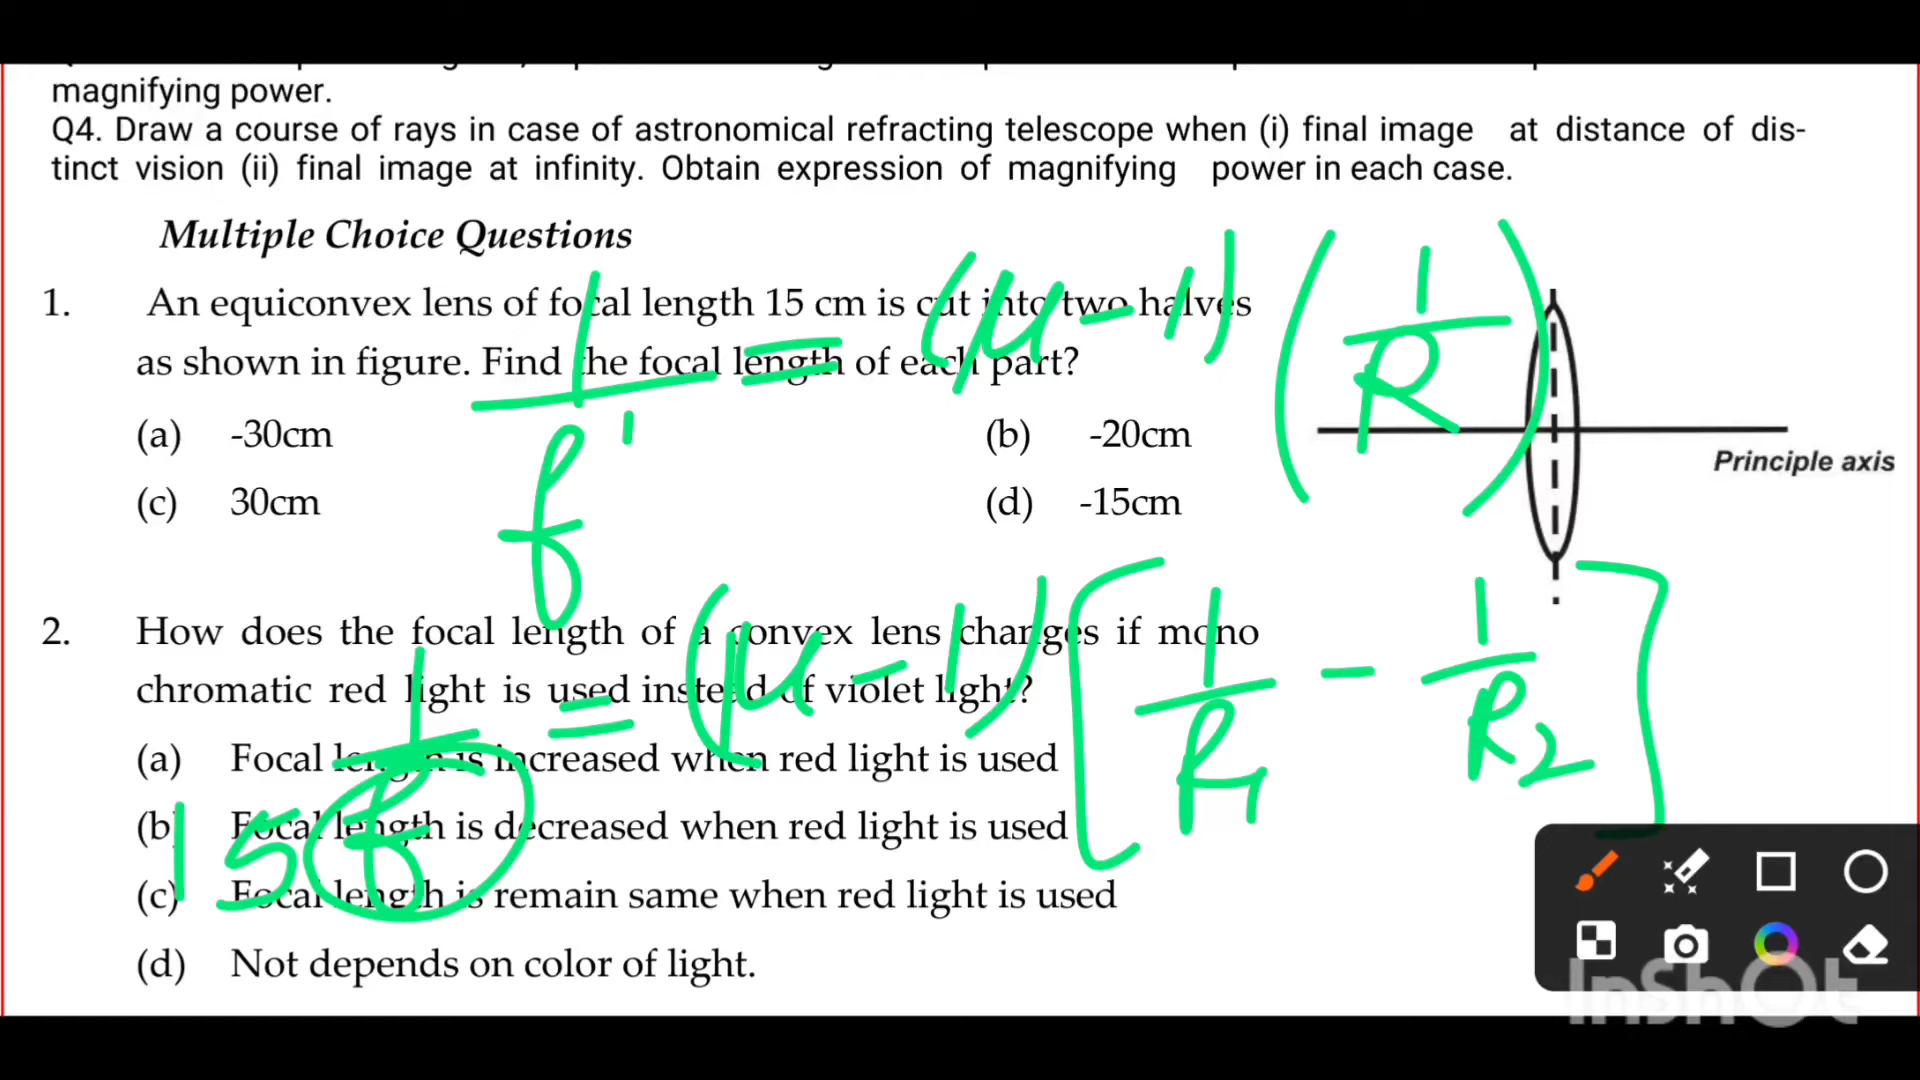 magnifying power.
Q4. Draw a course of rays in case of astronomical refracting telescope when (i) final image at distance of dis-
tinct vision (ii) final image at infinity. Obtain expression of magnifying power in each case.
Multiple Choice Questions
1. An equiconvex lens of focal length 15 cm is cut into two halves
as shown in figure. Find the focal length of each part?
(a) -30cm (b) -20cm
(c) 30cm (d) -15cm
Principle axis
1/f' = (μ-1) (1/R)
2. How does the focal length of a convex lens changes if mono
chromatic red light is used instead of violet light?
(a) Focal length is increased when red light is used
(b) Focal length is decreased when red light is used
(c) Focal length is remain same when red light is used
(d) Not depends on color of light.
1/f = (μ-1) [1/R1 - 1/R2]
15
InShot